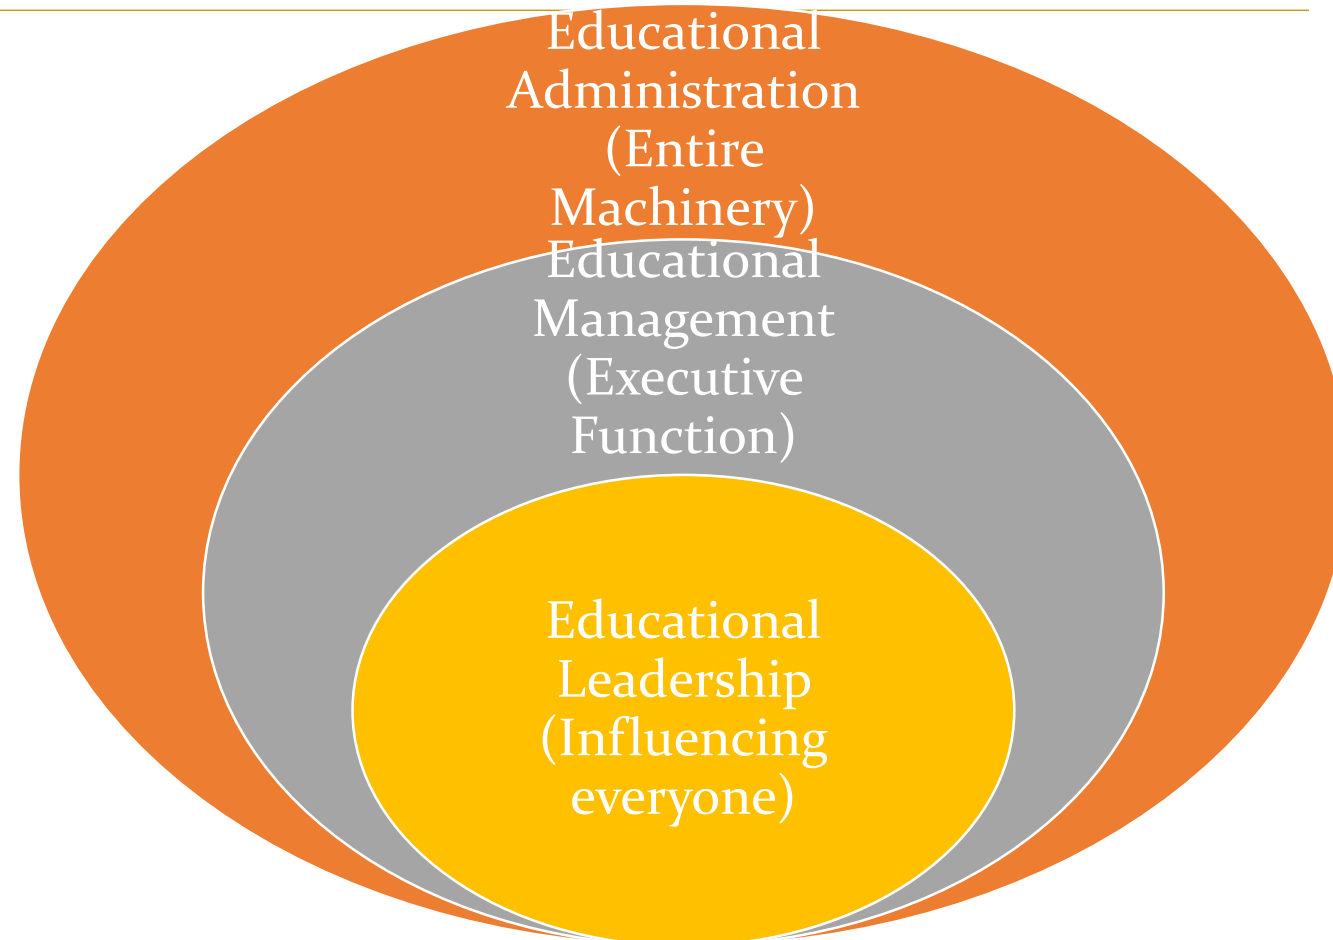 Educational
Administration
(Entire
Machinery)
Educational
Management
(Executive
Function)
Educational
Leadership
(Influencing
everyone)